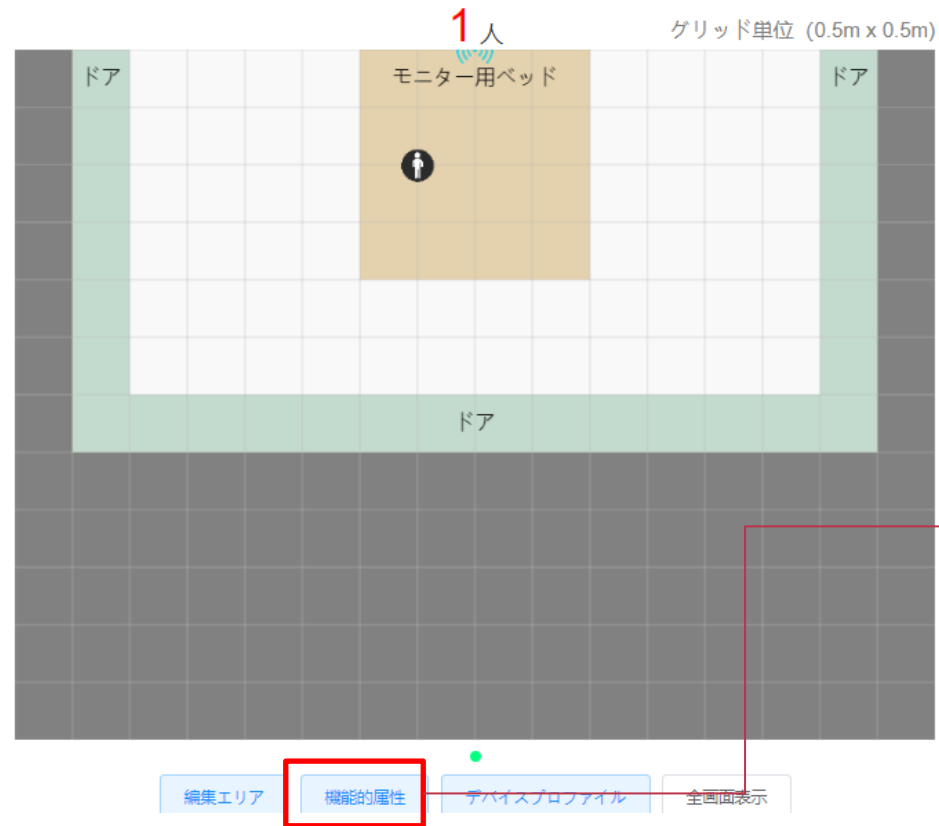 1 人
グリッド単位 (0.5m x 0.5m)
ドア
モニター用ベッド
ドア
ドア
編集エリア
機能的属性
デバイスプロファイル
全画面表示